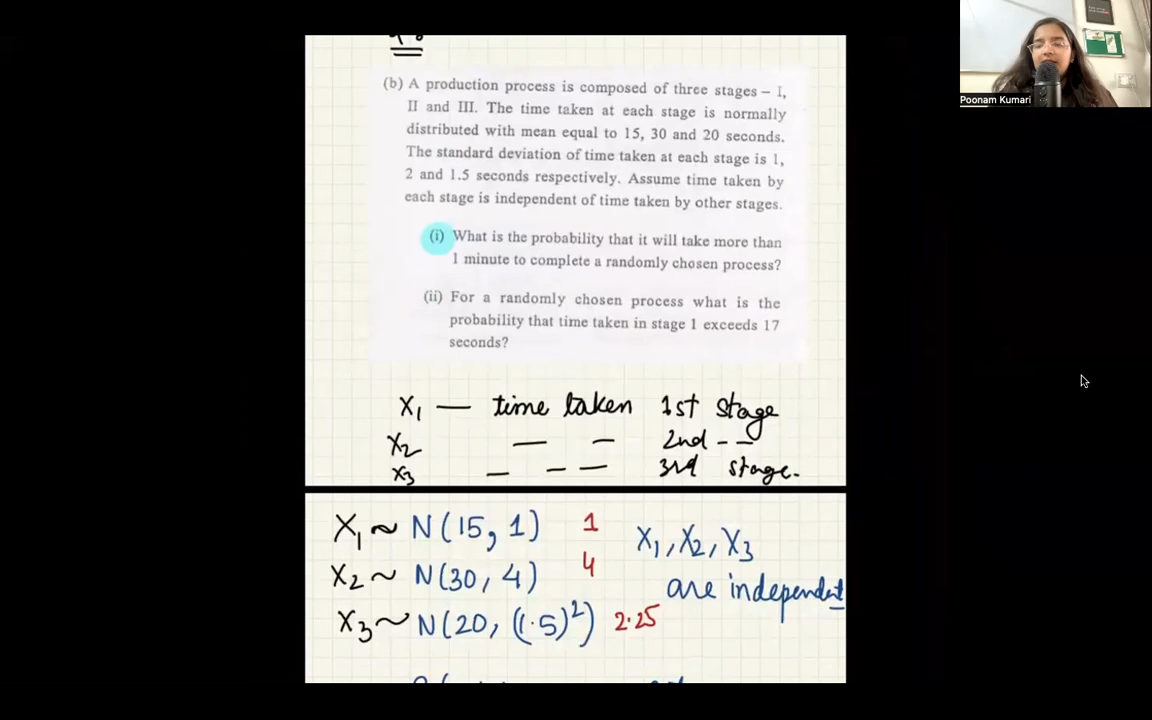 (b) A production process is composed of three stages – I,
II and III. The time taken at each stage is normally
distributed with mean equal to 15, 30 and 20 seconds.
The standard deviation of time taken at each stage is 1,
2 and 1.5 seconds respectively. Assume time taken by
each stage is independent of time taken by other stages.
(i) What is the probability that it will take more than
1 minute to complete a randomly chosen process?
(ii) For a randomly chosen process what is the
probability that time taken in stage 1 exceeds 17
seconds?
X₁ — time taken 1st stage
X₂ — – 2nd – –
X₃ – – – 3rd stage.
X₁ ~ N(15, 1) 1
X₂ ~ N(30, 4) 4
X₃ ~ N(20, (1·5)²) 2·25
X₁, X₂, X₃
are independent
Poonam Kumari